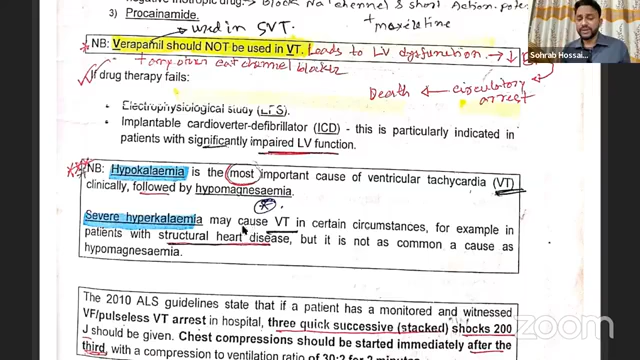 negative inotropic drug → block Na⁺ channel & short Action pote
3) Procainamide. + mexiletine
used in SVT.
* NB: Verapamil should NOT be used in VT. Leads to LV dysfunction → ↓
+ any other ca+ channel blocker
If drug therapy fails:
Death ← circulatory arrest
• Electrophysiological study (EPS)
• Implantable cardioverter-defibrillator (ICD) - this is particularly indicated in
patients with significantly impaired LV function.
*** NB: Hypokalaemia is the most important cause of ventricular tachycardia (VT)
clinically, followed by hypomagnesaemia.
Severe hyperkalaemia may cause VT in certain circumstances, for example in
patients with structural heart disease, but it is not as common a cause as
hypomagnesaemia.
The 2010 ALS guidelines state that if a patient has a monitored and witnessed
VF/pulseless VT arrest in hospital, three quick successive (stacked) shocks 200
J should be given. Chest compressions should be started immediately after the
third, with a compression to ventilation ratio of 30:2 for 2 minutes
Sohrab Hossai...
zoom